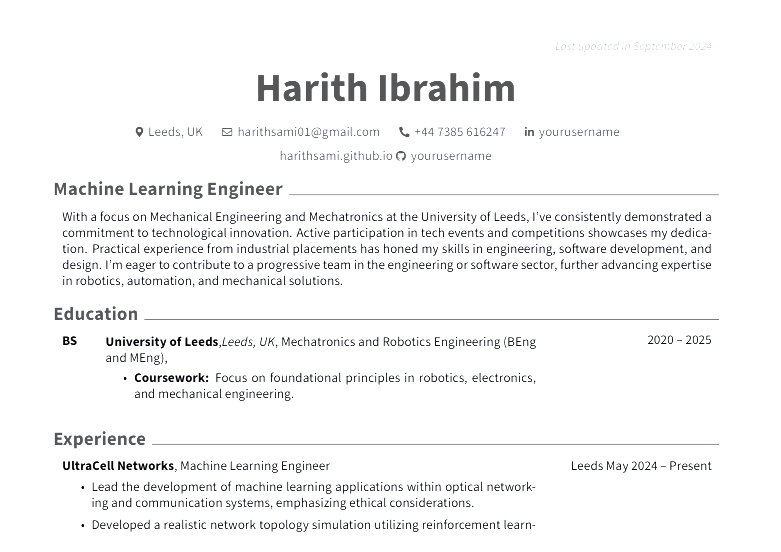 Last updated in September 2024
Harith Ibrahim
Leeds, UK harithsami01@gmail.com +44 7385 616247 yourusername
harithsami.github.io yourusername
Machine Learning Engineer
With a focus on Mechanical Engineering and Mechatronics at the University of Leeds, I've consistently demonstrated a
commitment to technological innovation. Active participation in tech events and competitions showcases my dedica-
tion. Practical experience from industrial placements has honed my skills in engineering, software development, and
design. I'm eager to contribute to a progressive team in the engineering or software sector, further advancing expertise
in robotics, automation, and mechanical solutions.
Education
BS University of Leeds,Leeds, UK, Mechatronics and Robotics Engineering (BEng 2020 – 2025
and MEng),
• Coursework: Focus on foundational principles in robotics, electronics,
and mechanical engineering.
Experience
UltraCell Networks, Machine Learning Engineer Leeds May 2024 – Present
• Lead the development of machine learning applications within optical network-
ing and communication systems, emphasizing ethical considerations.
• Developed a realistic network topology simulation utilizing reinforcement learn-